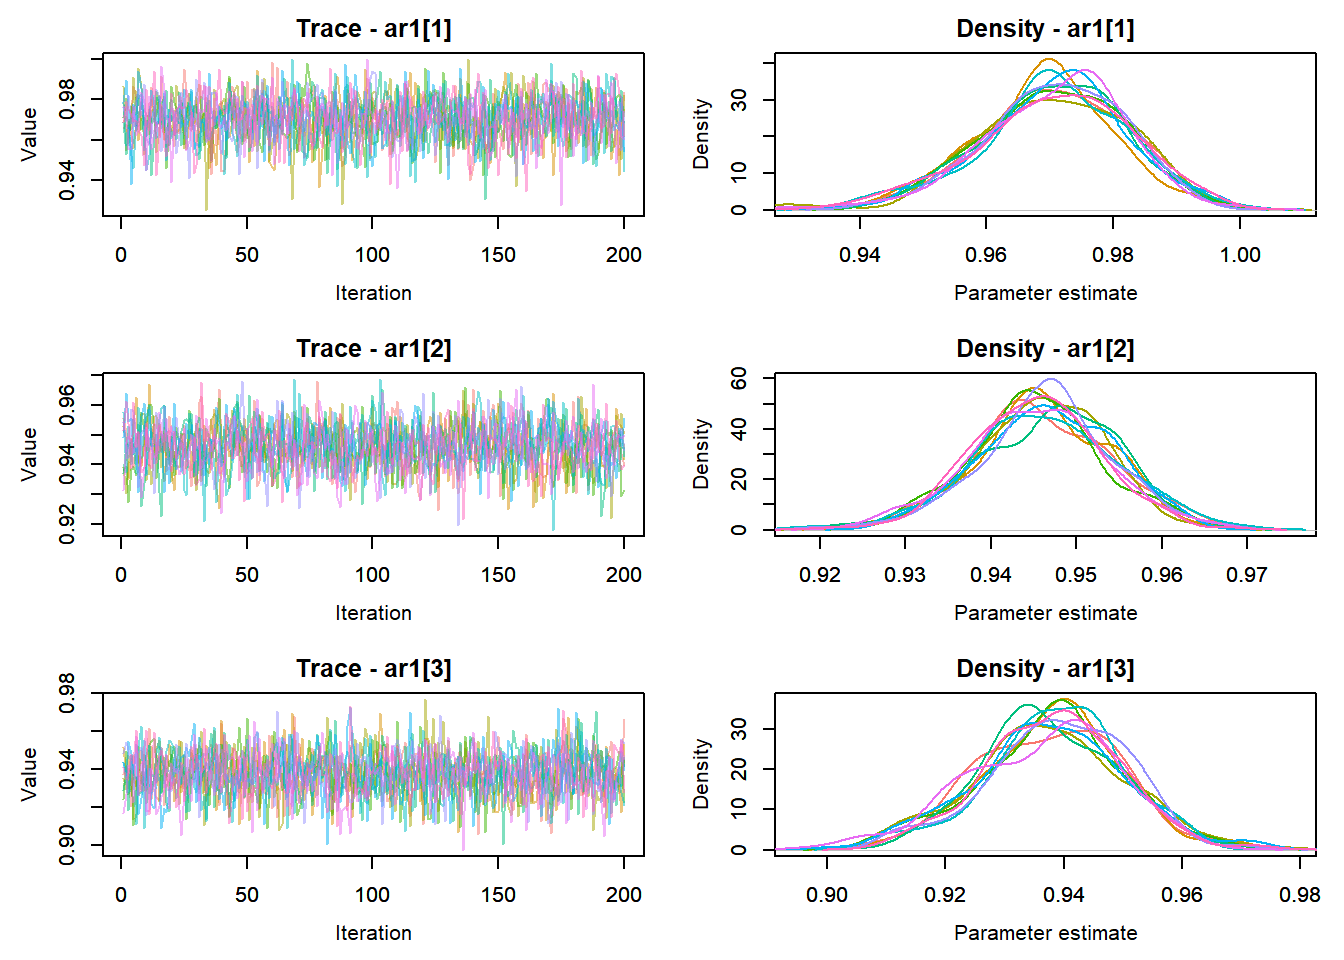 Trace - ar1[1]
Value
0.94 0.98
0 50 100 150 200
Iteration
Density - ar1[1]
Density
0 10 30
0.94 0.96 0.98 1.00
Parameter estimate
Trace - ar1[2]
Value
0.92 0.94 0.96
0 50 100 150 200
Iteration
Density - ar1[2]
Density
0 20 40 60
0.92 0.93 0.94 0.95 0.96 0.97
Parameter estimate
Trace - ar1[3]
Value
0.90 0.94 0.98
0 50 100 150 200
Iteration
Density - ar1[3]
Density
0 10 20 30
0.90 0.92 0.94 0.96 0.98
Parameter estimate